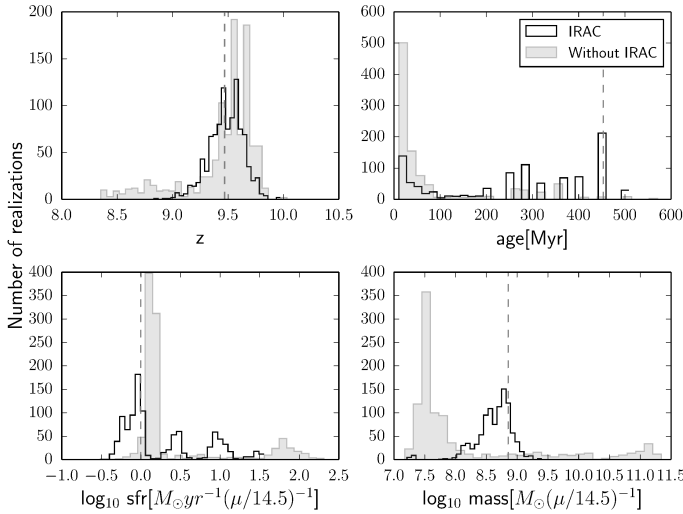 Number of realizations
200
150
100
50
0
8.0 8.5 9.0 9.5 10.0 10.5
z
600
500
400
300
200
100
0
0 100 200 300 400 500 600
age[Myr]
IRAC
Without IRAC
400
350
300
250
200
150
100
50
0
−1.0 −0.5 0.0 0.5 1.0 1.5 2.0 2.5
log₁₀ sfr[M⊙yr⁻¹(μ/14.5)⁻¹]
400
350
300
250
200
150
100
50
0
7.0 7.5 8.0 8.5 9.0 9.5 10.0 10.5 11.0 11.5
log₁₀ mass[M⊙(μ/14.5)⁻¹]